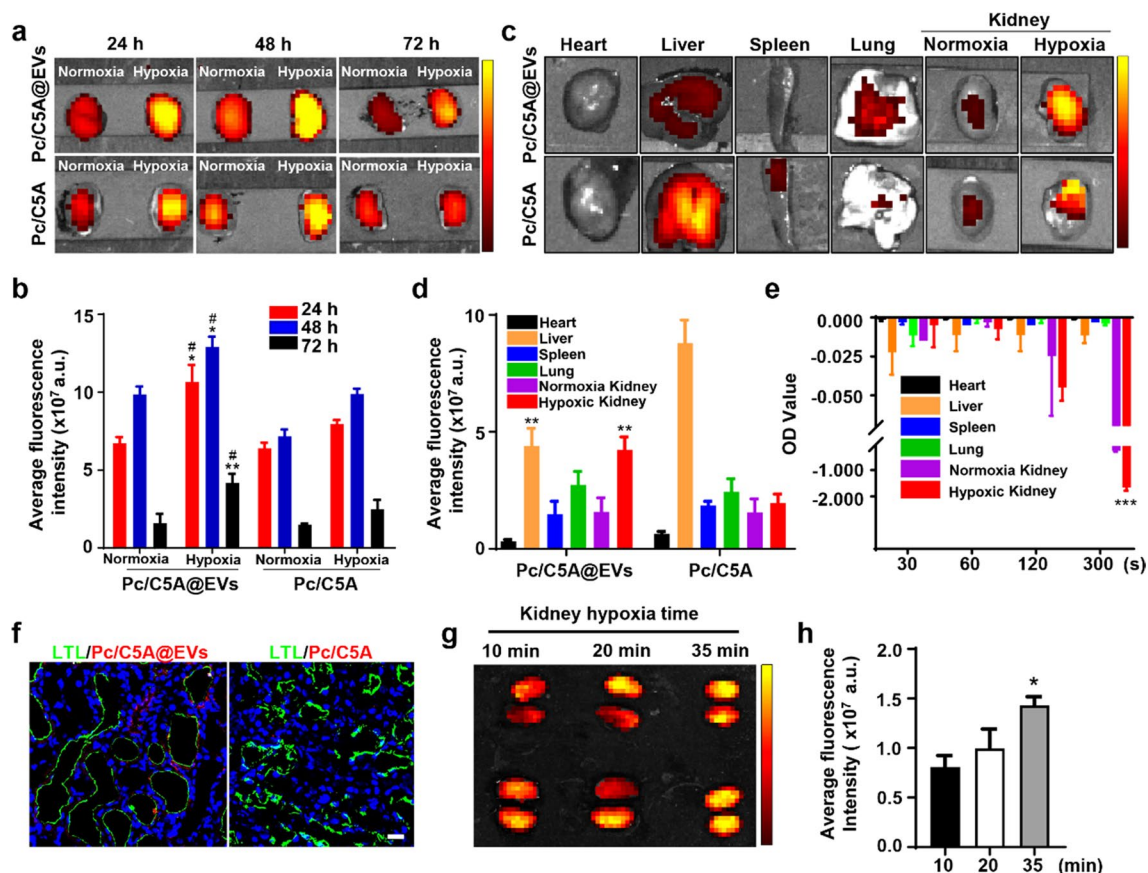 a
24 h 48 h 72 h
Pc/C5A@EVs
Normoxia Hypoxia Normoxia Hypoxia Normoxia Hypoxia
Pc/C5A
Normoxia Hypoxia Normoxia Hypoxia Normoxia Hypoxia
c
Kidney
Heart Liver Spleen Lung Normoxia Hypoxia
Pc/C5A@EVs
Pc/C5A
b
Average fluorescence
intensity (x10⁷ a.u.)
15
10
5
0
24 h
48 h
72 h
# * # * # **
Normoxia Hypoxia Normoxia Hypoxia
Pc/C5A@EVs Pc/C5A
d
Average fluorescence
intensity (x10⁷ a.u.)
10
5
0
Heart
Liver
Spleen
Lung
Normoxia Kidney
Hypoxic Kidney
** **
Pc/C5A@EVs Pc/C5A
e
OD Value
0.000
-0.025
-0.050
-1.000
-2.000
Heart
Liver
Spleen
Lung
Normoxia Kidney
Hypoxic Kidney
***
30 60 120 300 (s)
f
LTL/Pc/C5A@EVs LTL/Pc/C5A
g
Kidney hypoxia time
10 min 20 min 35 min
h
Average fluorescence
Intensity ( x10⁷ a.u.)
2.0
1.5
1.0
0.5
0.0
*
10 20 35 (min)